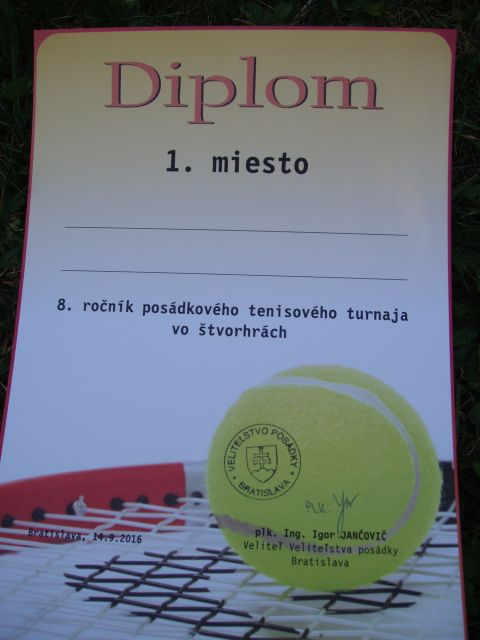 Diplom
1. miesto
8. ročník posádkového tenisového turnaja
vo štvorhrách
VELITEĽSTVO POSÁDKY
BRATISLAVA
PLK.
Bratislava, 14.9.2016
plk. Ing. Igor JANČOVIČ
Veliteľ Veliteľstva posádky
Bratislava